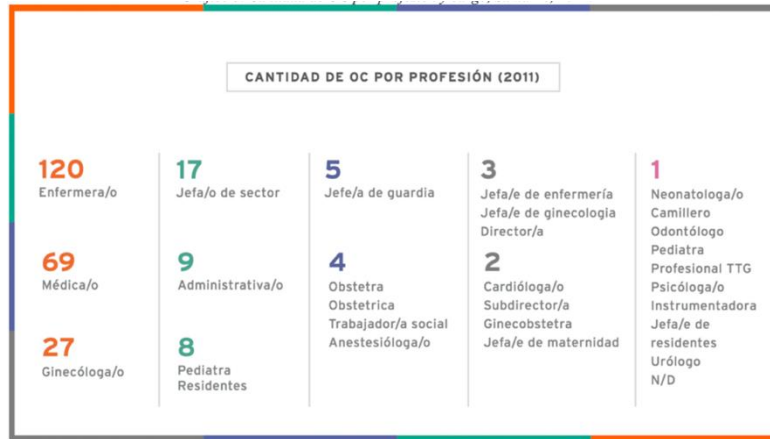 CANTIDAD DE OC POR PROFESIÓN (2011)
120
Enfermera/o
69
Médica/o
27
Ginecóloga/o
17
Jefa/o de sector
9
Administrativa/o
8
Pediatra
Residentes
5
Jefe/a de guardia
4
Obstetra
Obstetrica
Trabajador/a social
Anestesióloga/o
3
Jefa/e de enfermería
Jefa/e de ginecologia
Director/a
2
Cardióloga/o
Subdirector/a
Ginecobstetra
Jefa/e de maternidad
1
Neonatologa/o
Camillero
Odontólogo
Pediatra
Profesional TTG
Psicóloga/o
Instrumentadora
Jefa/e de
residentes
Urólogo
N/D